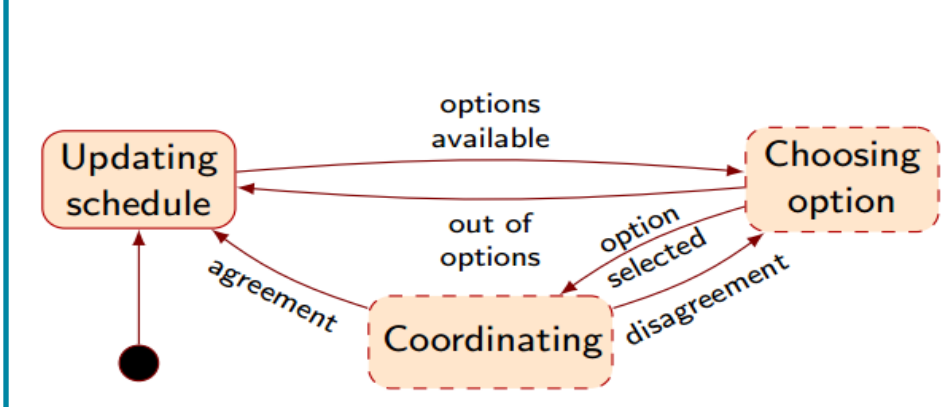 options
available
Updating
schedule
Choosing
option
out of
options
option
selected
agreement
disagreement
Coordinating